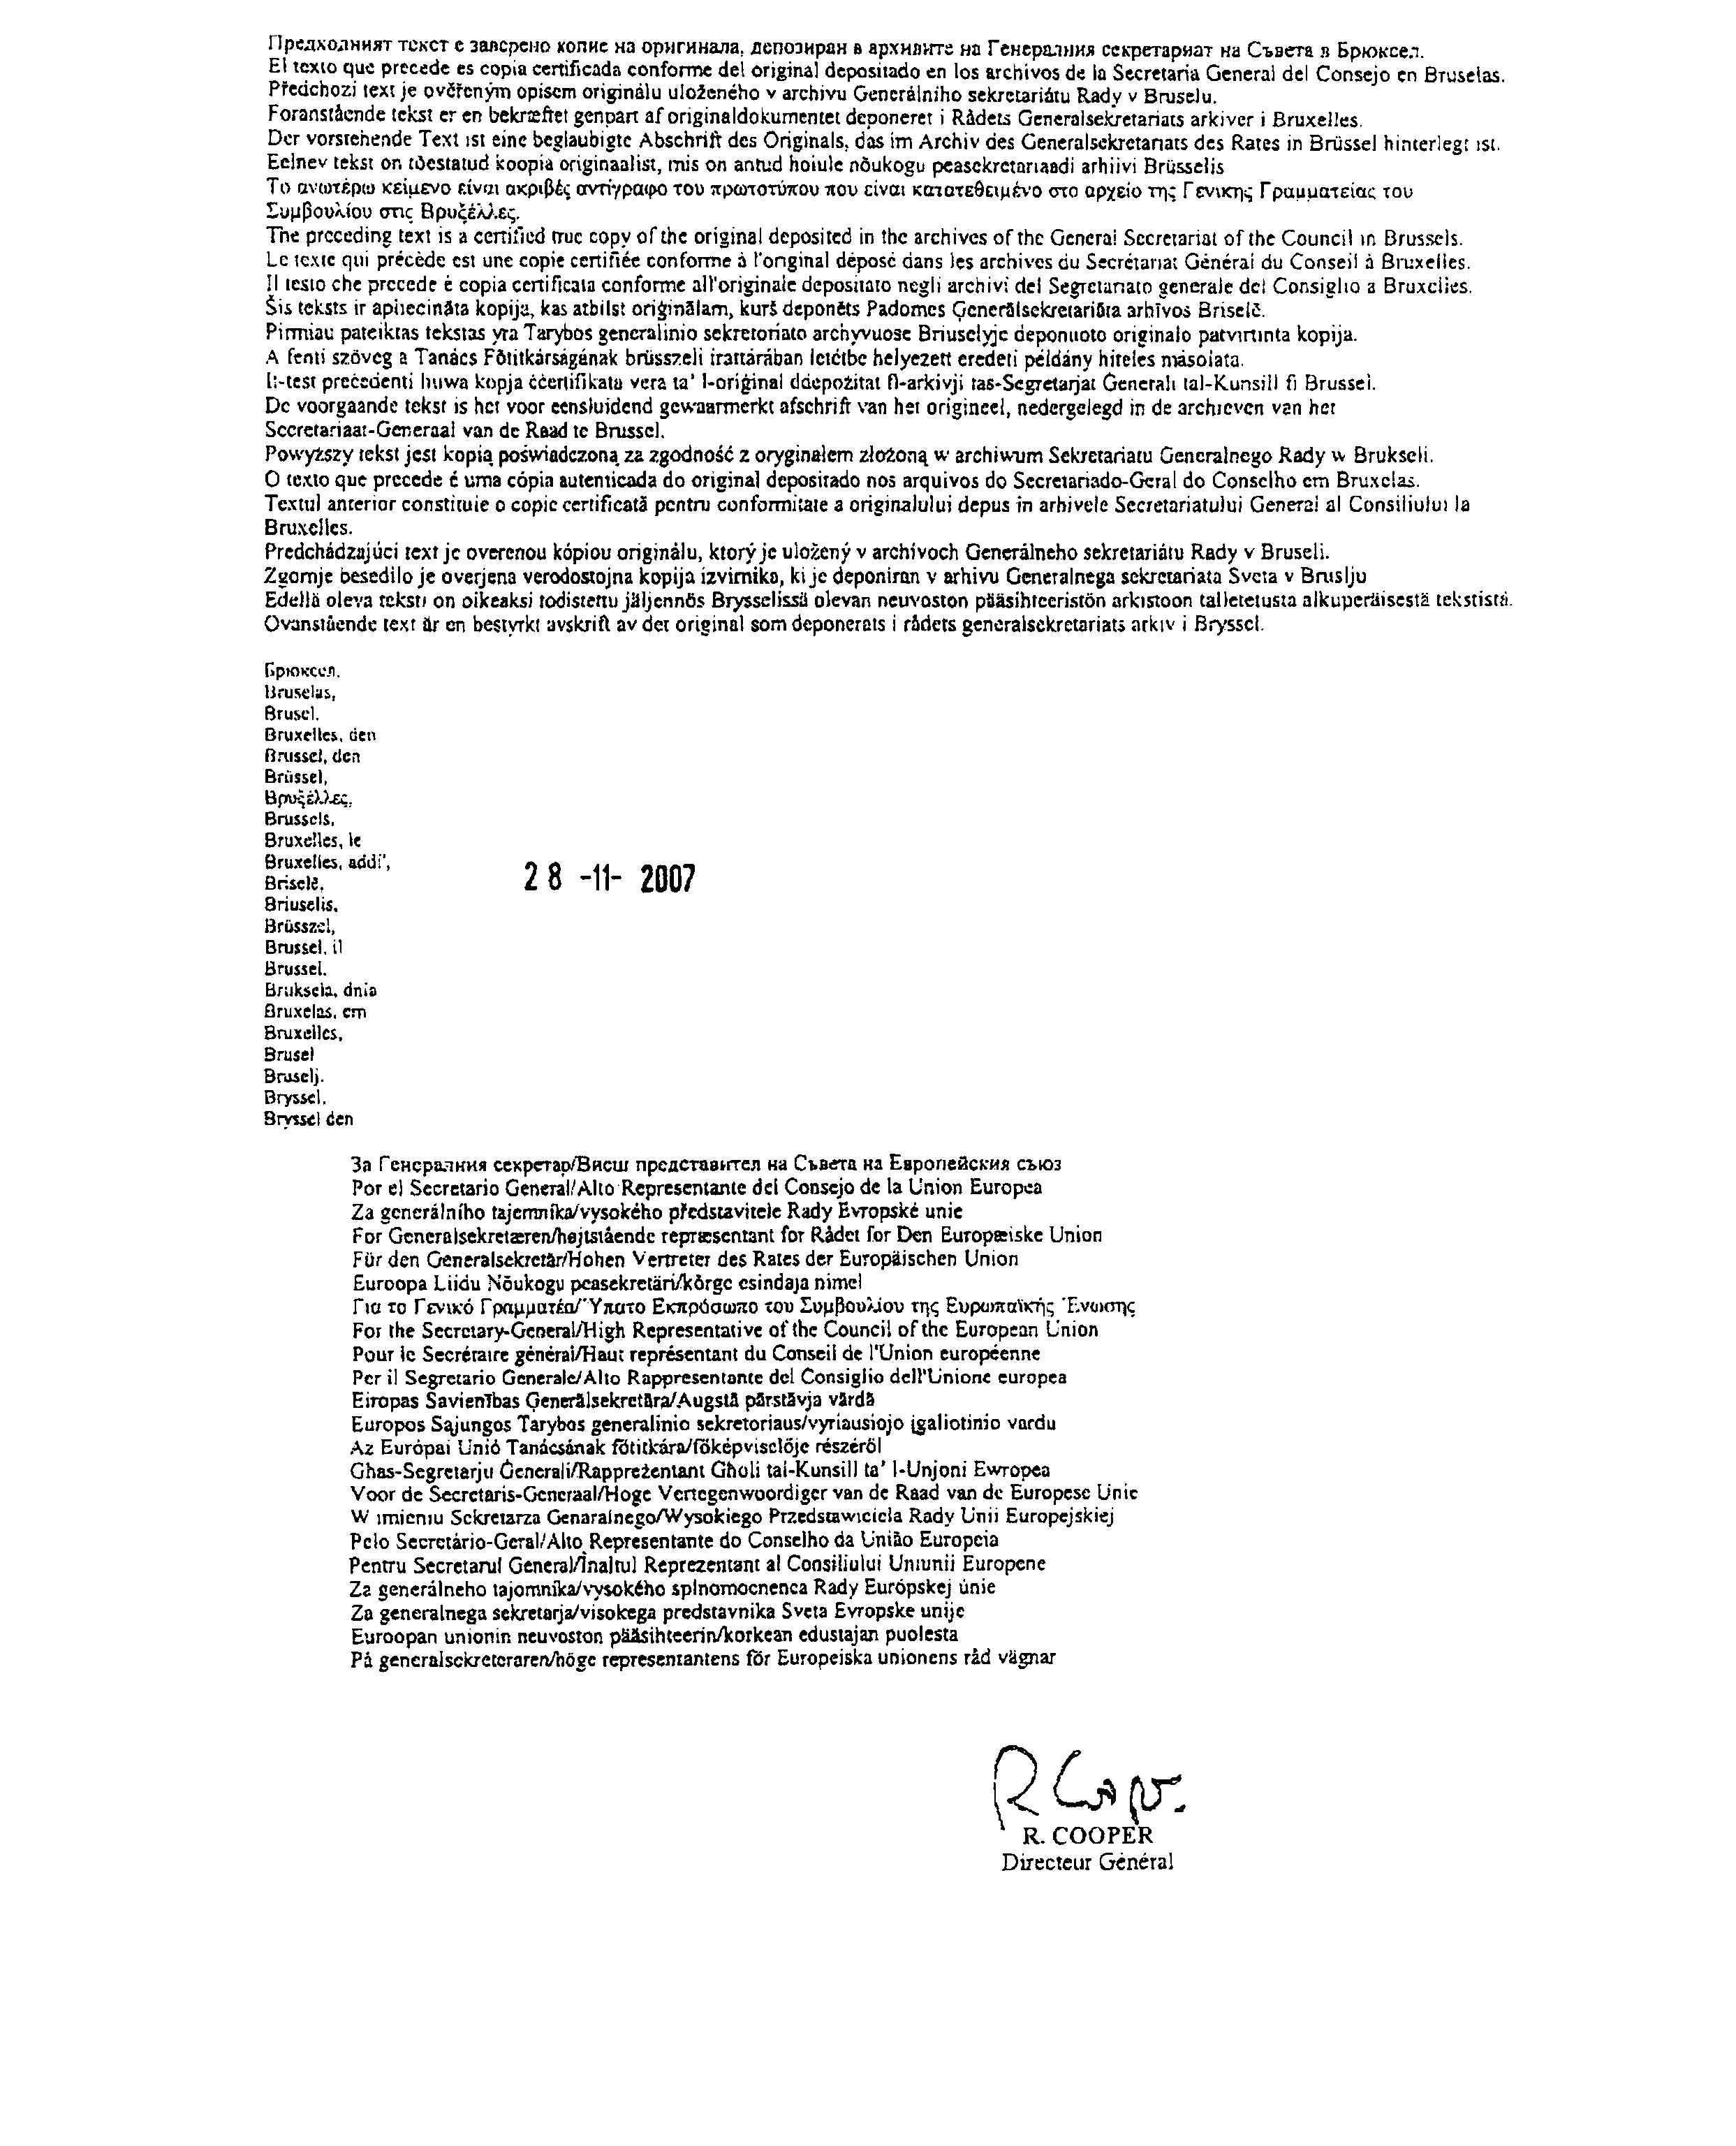 Предходният текст е заверено копие на оригинала, депозиран в архивите на Генералния секретариат на Съвета в Брюксел.
El texto que precede es copia certificada conforme del original depositado en los archivos de la Secretaría General del Consejo en Bruselas.
Předchozí text je ověřeným opisem originálu uloženého v archivu Generálního sekretariátu Rady v Bruselu.
Foranstående tekst er en bekræftet genpart af originaldokumentet deponeret i Rådets Generalsekretariats arkiver i Bruxelles.
Der vorstehende Text ist eine beglaubigte Abschrift des Originals, das im Archiv des Generalsekretariats des Rates in Brüssel hinterlegt ist.
Eelnev tekst on tõestatud koopia originaalist, mis on antud hoiule nõukogu peasekretariaadi arhiivi Brüsselis
Το ανωτέρω κείμενο είναι ακριβές αντίγραφο του πρωτοτύπου που είναι κατατεθειμένο στο αρχείο της Γενικής Γραμματείας του
Συμβουλίου στις Βρυξέλλες.
The preceding text is a certified true copy of the original deposited in the archives of the General Secretariat of the Council in Brussels.
Le texte qui précède est une copie certifiée conforme à l'original déposé dans les archives du Secrétariat Général du Conseil à Bruxelles.
Il testo che precede è copia certificata conforme all'originale depositato negli archivi del Segretariato generale del Consiglio a Bruxelles.
Šis teksts ir apliecināta kopija, kas atbilst oriģinālam, kurš deponēts Padomes Ģenerālsekretariāta arhīvos Briselē.
Pirmiau pateiktas tekstas yra Tarybos generalinio sekretoriato archyvuose Briuselyje deponuoto originalo patvirtinta kopija.
A fenti szöveg a Tanács Főtitkárságának brüsszeli irattárában letétbe helyezett eredeti példány hiteles másolata.
It-test preċedenti huwa kopja ċċertifikata vera ta' l-oriġinal ddepożitat fl-arkivji tas-Segretarjat Ġenerali tal-Kunsill fi Brussel.
De voorgaande tekst is het voor eensluidend gewaarmerkt afschrift van het origineel, nedergelegd in de archieven van het
Secretariaat-Generaal van de Raad te Brussel.
Powyższy tekst jest kopią poświadczoną za zgodność z oryginałem złożoną w archiwum Sekretariatu Generalnego Rady w Brukseli.
O texto que precede é uma cópia autenticada do original depositado nos arquivos do Secretariado-Geral do Conselho em Bruxelas.
Textul anterior constituie o copie certificată pentru conformitate a originalului depus în arhivele Secretariatului General al Consiliului la
Bruxelles.
Predchádzajúci text je overenou kópiou originálu, ktorý je uložený v archívoch Generálneho sekretariátu Rady v Bruseli.
Zgornje besedilo je overjena verodostojna kopija izvirnika, ki je deponiran v arhivu Generalnega sekretariata Sveta v Bruslju
Edellä oleva teksti on oikeaksi todistettu jäljennös Brysselissä olevan neuvoston pääsihteeristön arkistoon talletetusta alkuperäisestä tekstistä.
Ovanstående text är en bestyrkt avskrift av det original som deponerats i rådets generalsekretariats arkiv i Bryssel.
Брюксел,
Bruselas,
Brusel,
Bruxelles, den
Brussel, den
Brüssel,
Βρυξέλλες,
Brussels,
Bruxelles, le
Bruxelles, addi',
Briselē,
Briuselis,
Brüsszel,
Brussel, il
Brussel,
Bruksela, dnia
Bruxelas, em
Bruxelles,
Brusel
Bruselj,
Bryssel,
Bryssel den
28 -11- 2007
За Генералния секретар/Висш представител на Съвета на Европейския съюз
Por el Secretario General/Alto Representante del Consejo de la Unión Europea
Za generálního tajemníka/vysokého představitele Rady Evropské unie
For Generalsekretæren/højtstående repræsentant for Rådet for Den Europæiske Union
Für den Generalsekretär/Hohen Vertreter des Rates der Europäischen Union
Euroopa Liidu Nõukogu peasekretäri/kõrge esindaja nimel
Για το Γενικό Γραμματέα/Ύπατο Εκπρόσωπο του Συμβουλίου της Ευρωπαϊκής Ένωσης
For the Secretary-General/High Representative of the Council of the European Union
Pour le Secrétaire général/Haut représentant du Conseil de l'Union européenne
Per il Segretario Generale/Alto Rappresentante del Consiglio dell'Unione europea
Eiropas Savienības Ģenerālsekretāra/Augstā pārstāvja vārdā
Europos Sąjungos Tarybos generalinio sekretoriaus/vyriausiojo įgaliotinio vardu
Az Európai Unió Tanácsának főtitkára/főképviselője részéről
Għas-Segretarju Ġenerali/Rappreżentant Għoli tal-Kunsill ta' l-Unjoni Ewropea
Voor de Secretaris-Generaal/Hoge Vertegenwoordiger van de Raad van de Europese Unie
W imieniu Sekretarza Genaralnego/Wysokiego Przedstawiciela Rady Unii Europejskiej
Pelo Secretário-Geral/Alto Representante do Conselho da União Europeia
Pentru Secretarul General/Înaltul Reprezentant al Consiliului Uniunii Europene
Za generálneho tajomníka/vysokého splnomocnenca Rady Európskej únie
Za generalnega sekretarja/visokega predstavnika Sveta Evropske unije
Euroopan unionin neuvoston pääsihteerin/korkean edustajan puolesta
På generalsekreteraren/höge representantens för Europeiska unionens råd vägnar
R. COOPER
Directeur Général